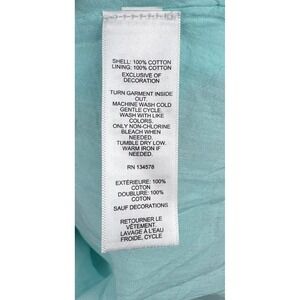 SHELL: 100% COTTON
LINING: 100% COTTON
EXCLUSIVE OF
DECORATION
TURN GARMENT INSIDE
OUT.
MACHINE WASH COLD
GENTLE CYCLE.
WASH WITH LIKE
COLORS.
ONLY NON-CHLORINE
BLEACH WHEN
NEEDED.
TUMBLE DRY LOW.
WARM IRON IF
NEEDED.
RN 134578
EXTÉRIEURE: 100%
COTON
DOUBLURE: 100%
COTON
SAUF DECORATIONS
RETOURNER LE
VÊTEMENT.
LAVAGE À L'EAU
FROIDE, CYCLE